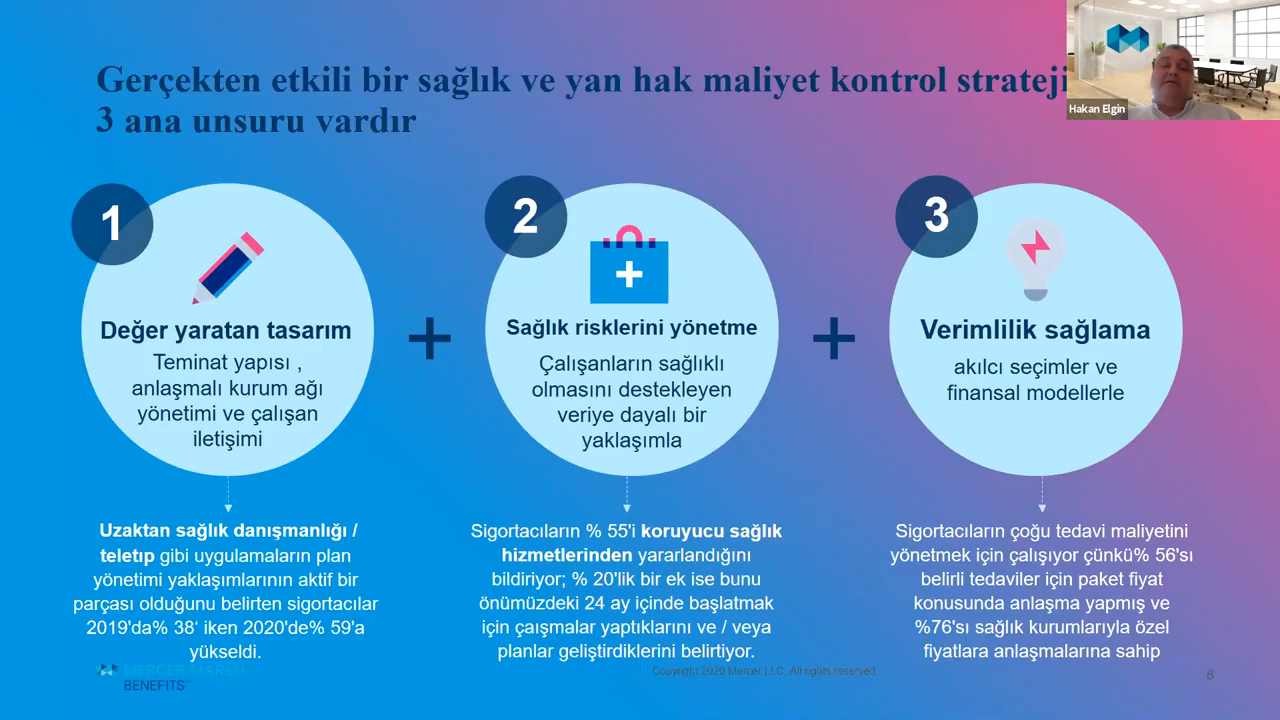 Gerçekten etkili bir sağlık ve yan hak maliyet kontrol strateji
3 ana unsuru vardır
Hakan Elgin
1
Değer yaratan tasarım
Teminat yapısı ,
anlaşmalı kurum ağı
yönetimi ve çalışan
iletişimi
+
2
Sağlık risklerini yönetme
Çalışanların sağlıklı
olmasını destekleyen
veriye dayalı bir
yaklaşımla
+
3
Verimlilik sağlama
akılcı seçimler ve
finansal modellerle
Uzaktan sağlık danışmanlığı /
teletıp gibi uygulamaların plan
yönetimi yaklaşımlarının aktif bir
parçası olduğunu belirten sigortacılar
2019'da% 38‘ iken 2020'de% 59'a
yükseldi.
Sigortacıların % 55'i koruyucu sağlık
hizmetlerinden yararlandığını
bildiriyor; % 20'lik bir ek ise bunu
önümüzdeki 24 ay içinde başlatmak
için çaışmalar yaptıklarını ve / veya
planlar geliştirdiklerini belirtiyor.
Sigortacıların çoğu tedavi maliyetini
yönetmek için çalışıyor çünkü% 56'sı
belirli tedaviler için paket fiyat
konusunda anlaşma yapmış ve
%76'sı sağlık kurumlarıyla özel
fiyatlara anlaşmalarına sahip
MERCER MARSH
BENEFITS™
Copyright 2020 Mercer LLC. All rights reserved.
8